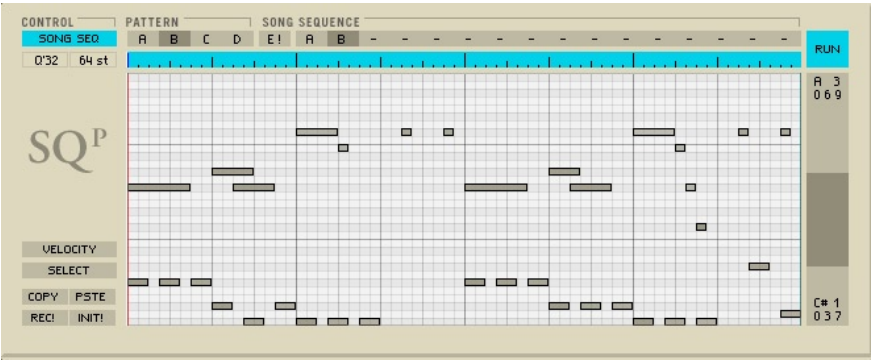 CONTROL PATTERN SONG SEQUENCE
SONG SEQ A B C D E! A B - - - - - - - - - - RUN
Q'32 64 st
A 3
069
SQP
VELOCITY
SELECT
COPY PSTE
C# 1
REC! INIT! 037